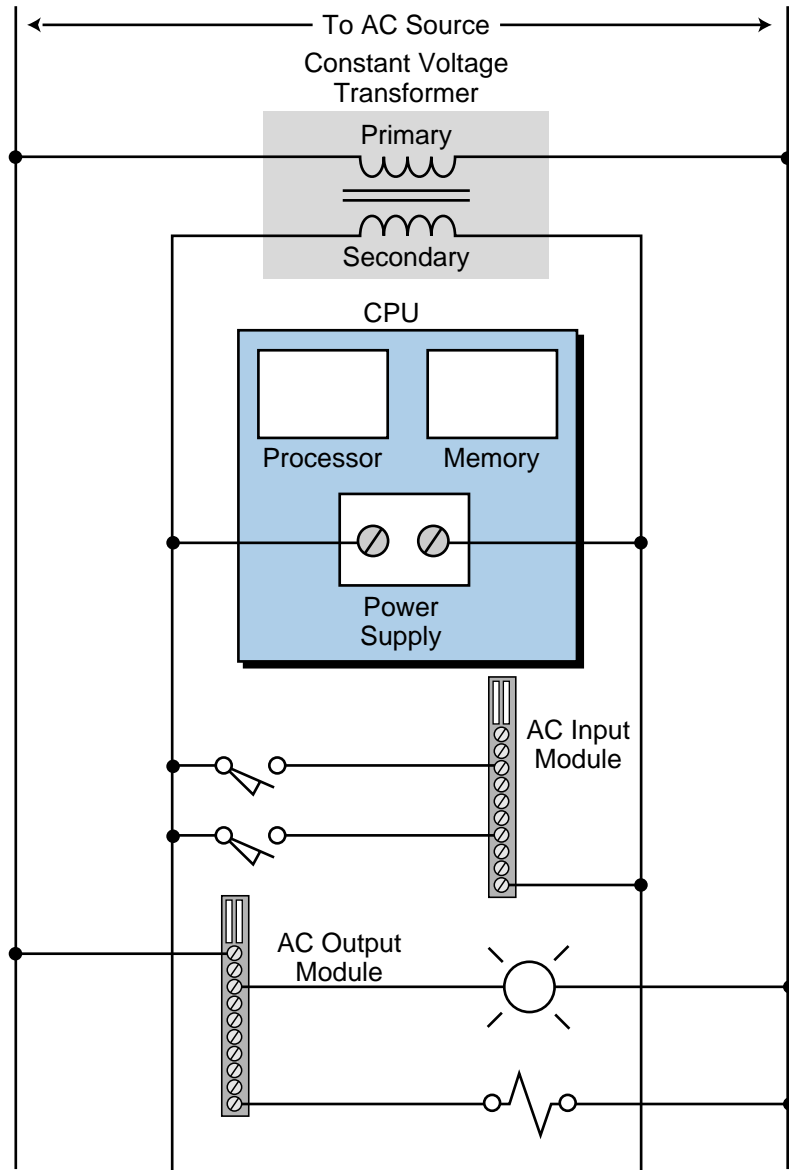 To AC Source
Constant Voltage
Transformer
Primary
Secondary
CPU
Processor
Memory
Power
Supply
AC Input
Module
AC Output
Module